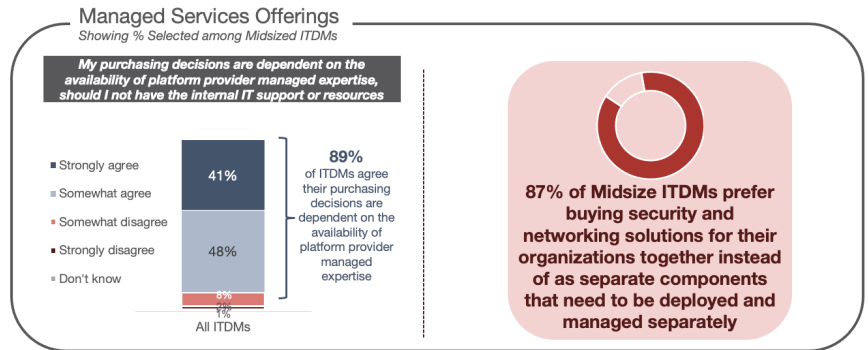 Managed Services Offerings
Showing % Selected among Midsized ITDMs
My purchasing decisions are dependent on the
availability of platform provider managed expertise,
should I not have the internal IT support or resources
Strongly agree
Somewhat agree
Somewhat disagree
Strongly disagree
Don't know
41%
48%
8%
2%
1%
All ITDMs
89%
of ITDMs agree
their purchasing
decisions are
dependent on the
availability of
platform provider
managed
expertise
87% of Midsize ITDMs prefer
buying security and
networking solutions for their
organizations together instead
of as separate components
that need to be deployed and
managed separately